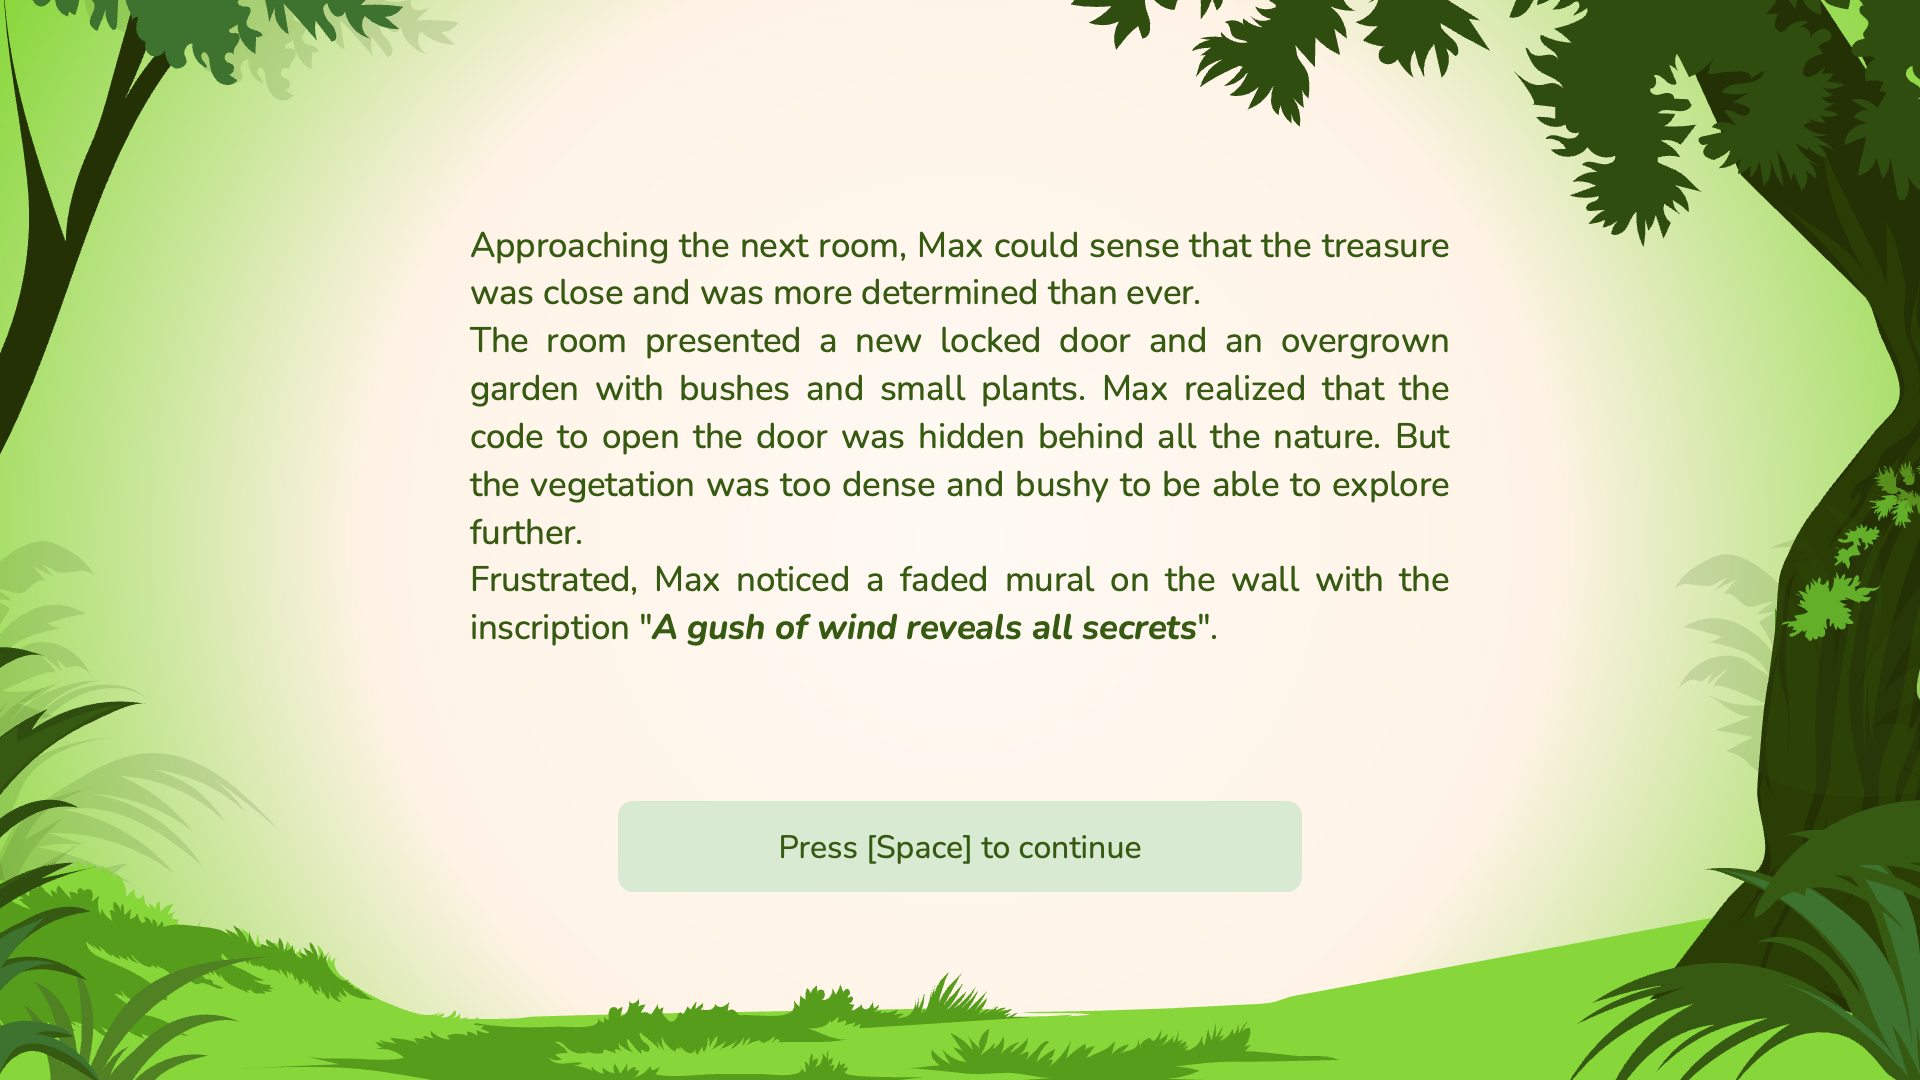 Approaching the next room, Max could sense that the treasure
was close and was more determined than ever.
The room presented a new locked door and an overgrown
garden with bushes and small plants. Max realized that the
code to open the door was hidden behind all the nature. But
the vegetation was too dense and bushy to be able to explore
further.
Frustrated, Max noticed a faded mural on the wall with the
inscription "A gush of wind reveals all secrets".
Press [Space] to continue